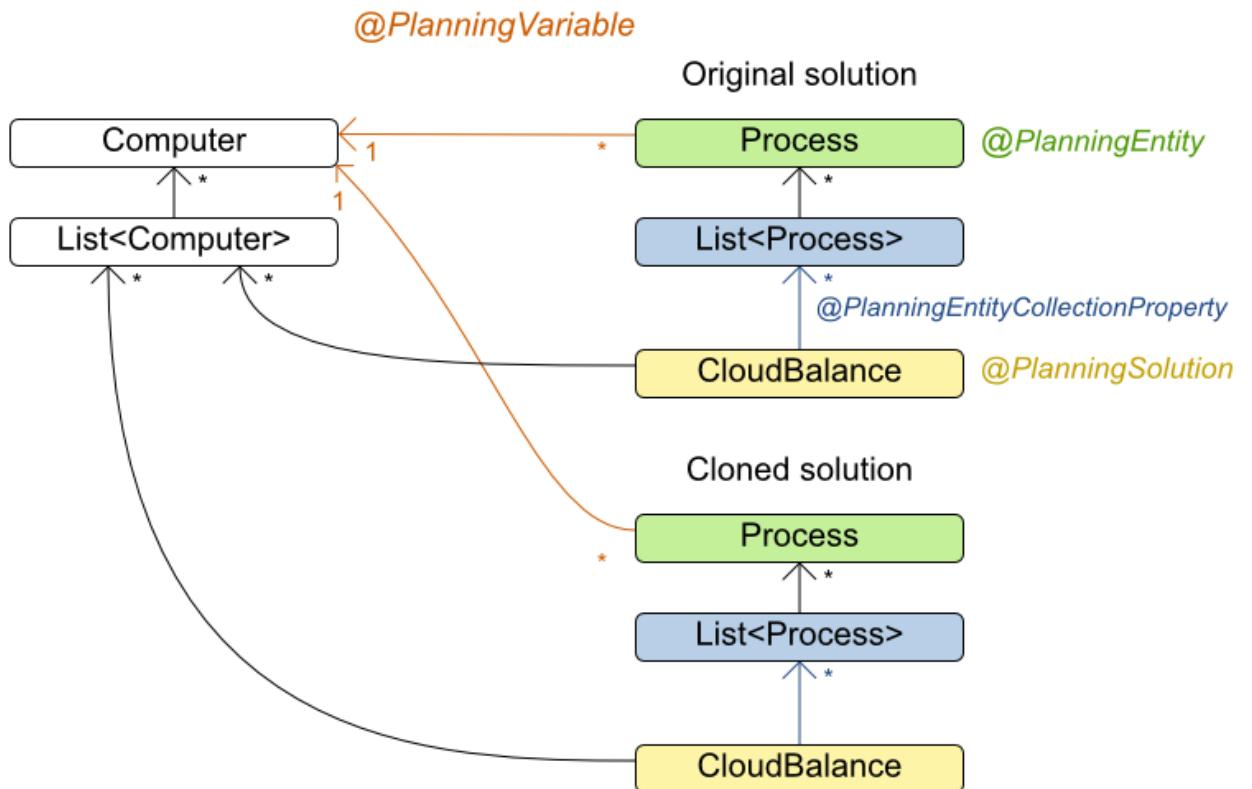 @PlanningVariable
Original solution
Computer
1
*
Process
@PlanningEntity
*
1
*
List<Computer>
List<Process>
*
*
*
@PlanningEntityCollectionProperty
CloudBalance
@PlanningSolution
Cloned solution
Process
*
*
List<Process>
*
CloudBalance